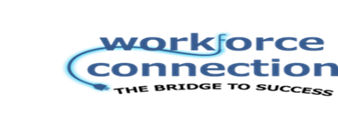 workforce
connection
THE BRIDGE TO SUCCESS